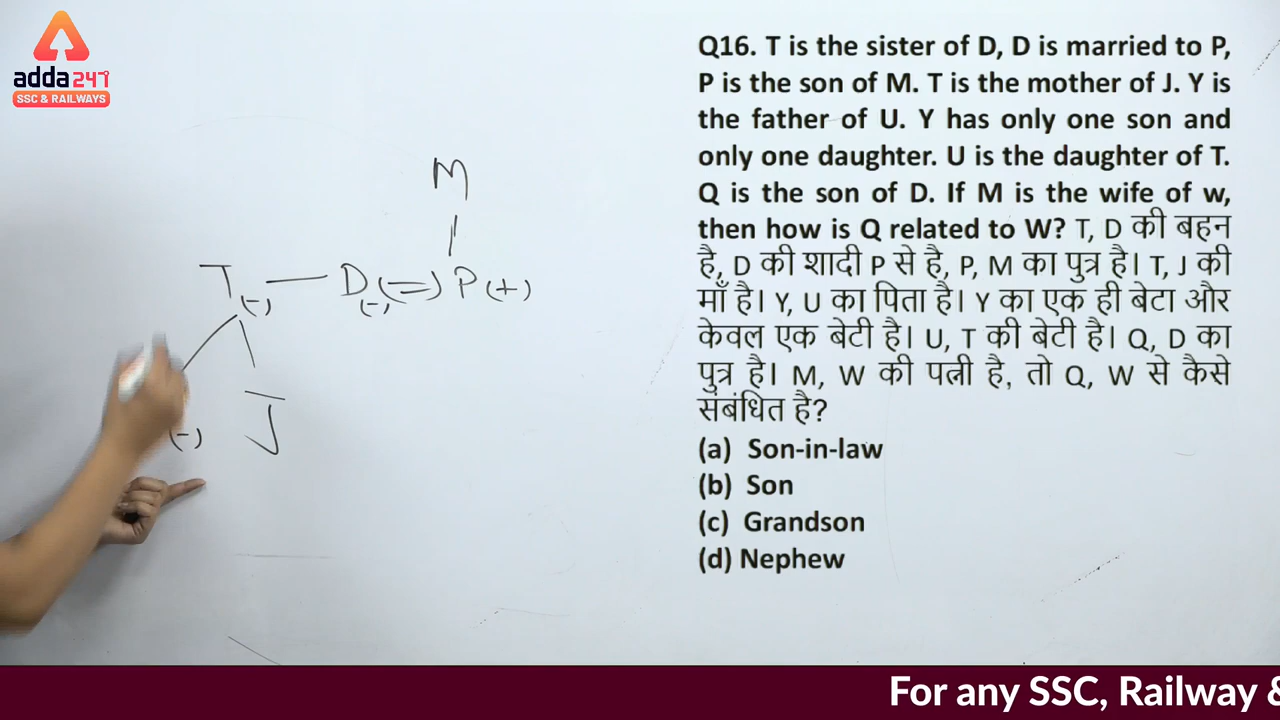 adda247
SSC & RAILWAYS
M
T (-) — D (-) (=) P (+)
(-) J
Q16. T is the sister of D, D is married to P,
P is the son of M. T is the mother of J. Y is
the father of U. Y has only one son and
only one daughter. U is the daughter of T.
Q is the son of D. If M is the wife of w,
then how is Q related to W? T, D की बहन
है, D की शादी P से है, P, M का पुत्र है। T, J की
माँ है। Y, U का पिता है। Y का एक ही बेटा और
केवल एक बेटी है। U, T की बेटी है। Q, D का
पुत्र है। M, W की पत्नी है, तो Q, W से कैसे
संबंधित है?
(a) Son-in-law
(b) Son
(c) Grandson
(d) Nephew
For any SSC, Railway &